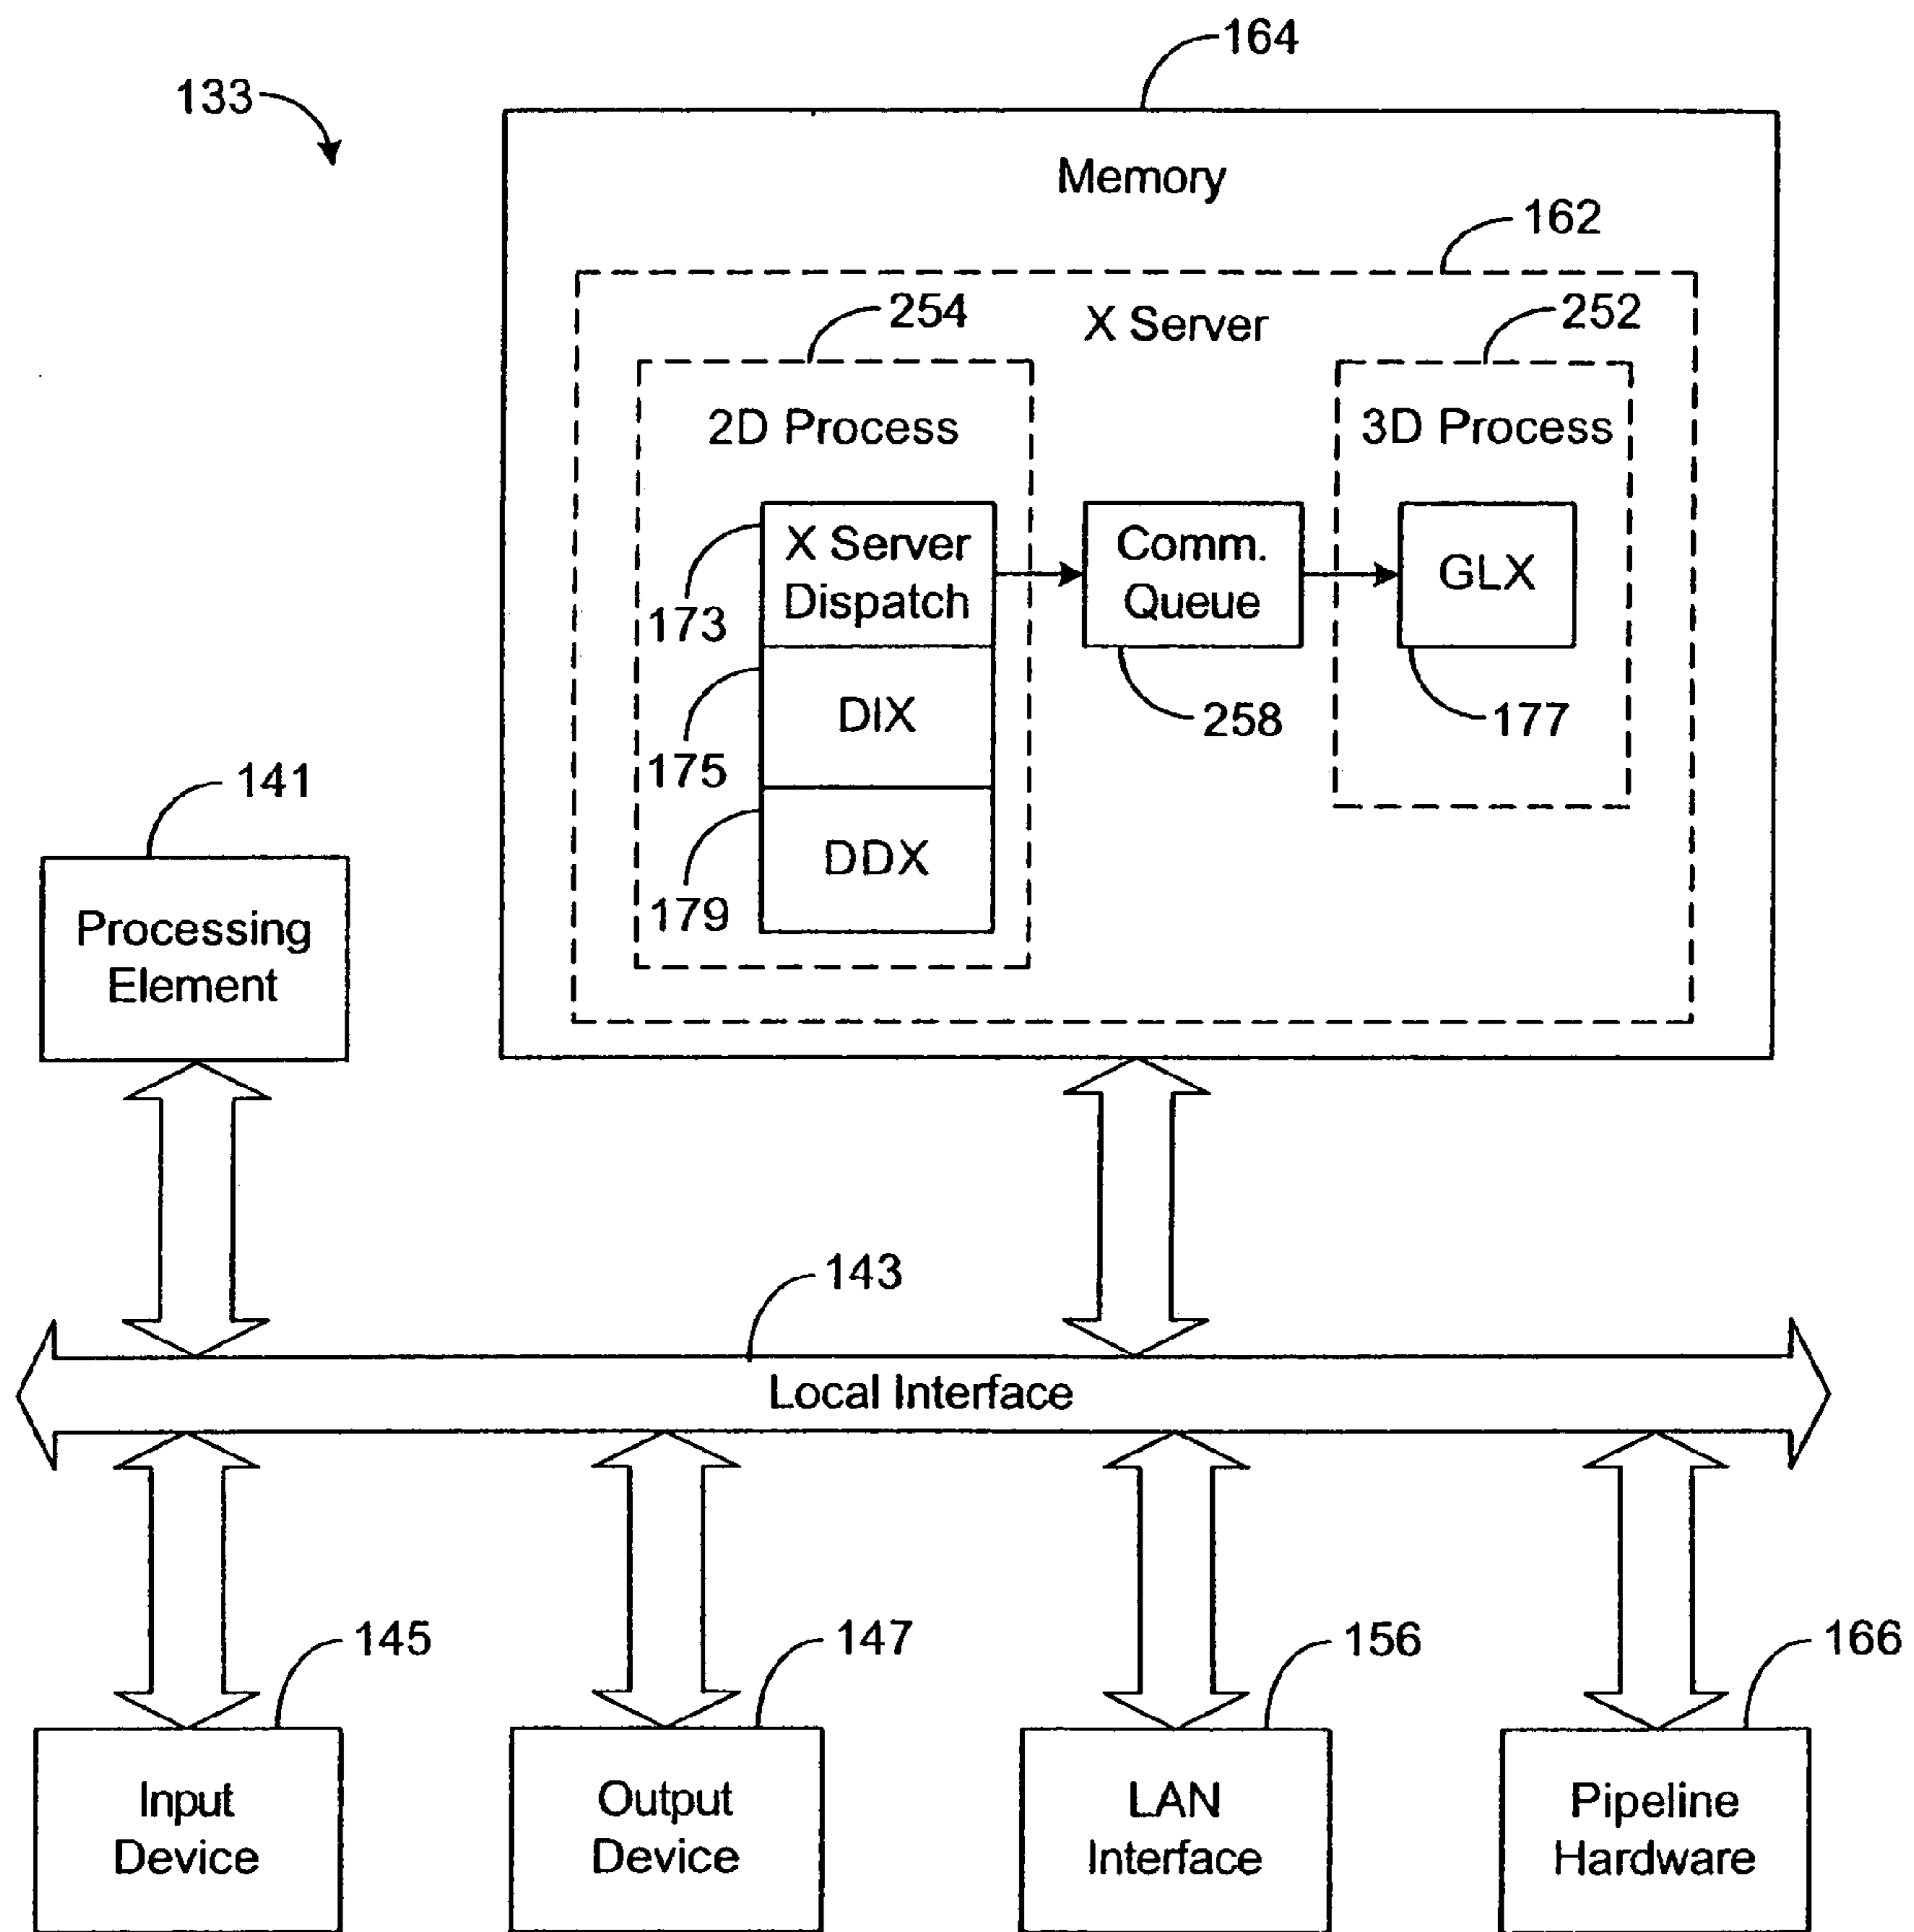 164
133
Memory
162
254
X Server
252
2D Process
3D Process
X Server
Dispatch
Comm.
Queue
GLX
173
DIX
258
177
175
141
DDX
179
Processing
Element
143
Local Interface
145
147
156
166
Input
Device
Output
Device
LAN
Interface
Pipeline
Hardware